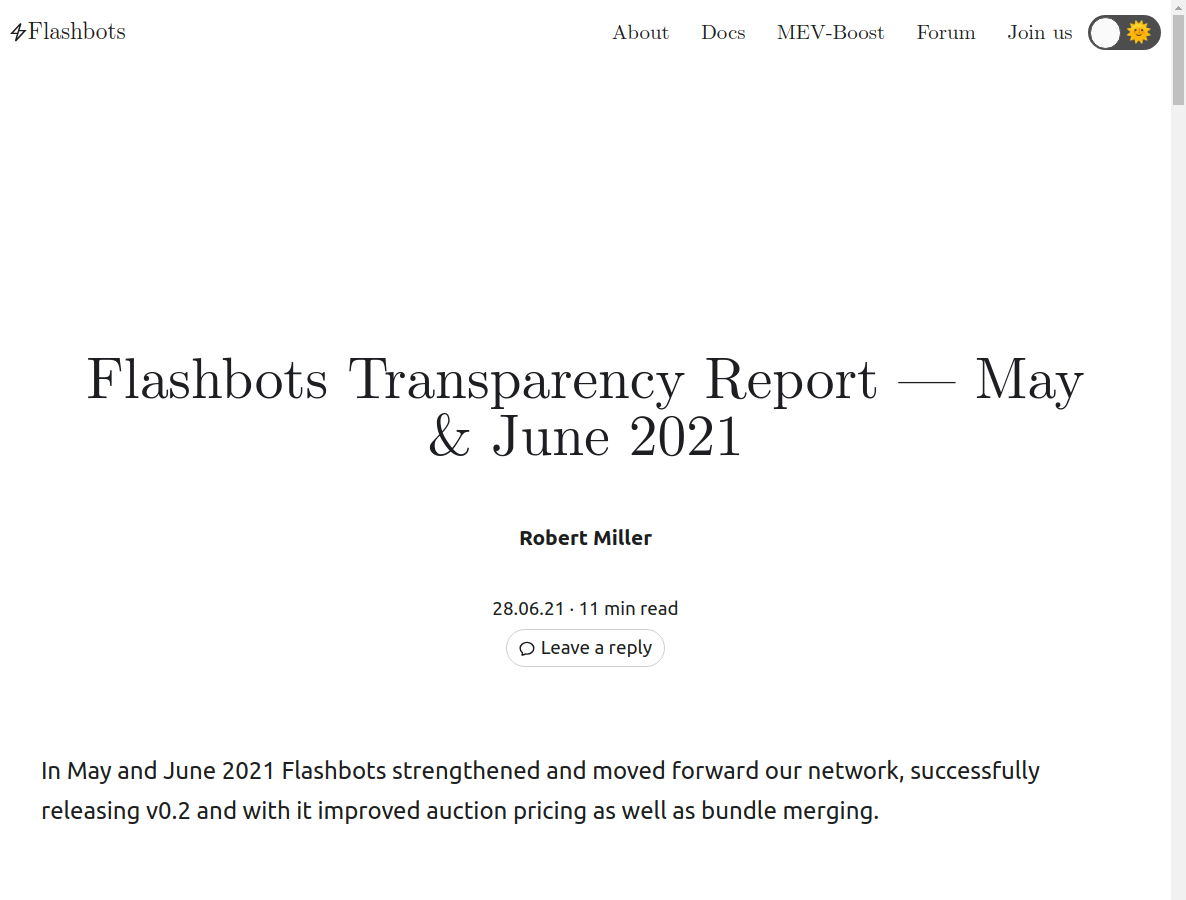 Flashbots
About Docs MEV-Boost Forum Join us
Flashbots Transparency Report — May
& June 2021
Robert Miller
28.06.21 · 11 min read
Leave a reply
In May and June 2021 Flashbots strengthened and moved forward our network, successfully
releasing v0.2 and with it improved auction pricing as well as bundle merging.